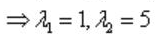 ⇒λ₁ = 1, λ₂ = 5